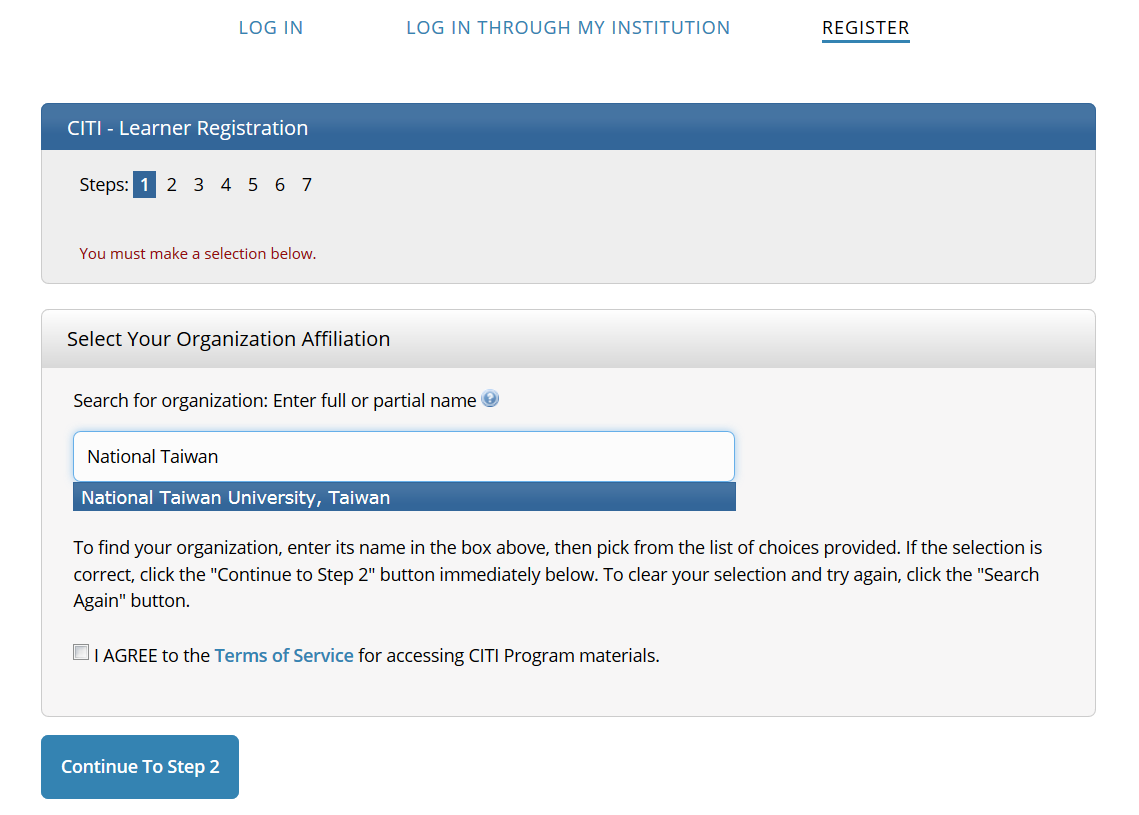 LOG IN
LOG IN THROUGH MY INSTITUTION
REGISTER
CITI - Learner Registration
Steps: 1 2 3 4 5 6 7
You must make a selection below.
Select Your Organization Affiliation
Search for organization: Enter full or partial name ?
National Taiwan
National Taiwan University, Taiwan
To find your organization, enter its name in the box above, then pick from the list of choices provided. If the selection is
correct, click the "Continue to Step 2" button immediately below. To clear your selection and try again, click the "Search
Again" button.
I AGREE to the Terms of Service for accessing CITI Program materials.
Continue To Step 2